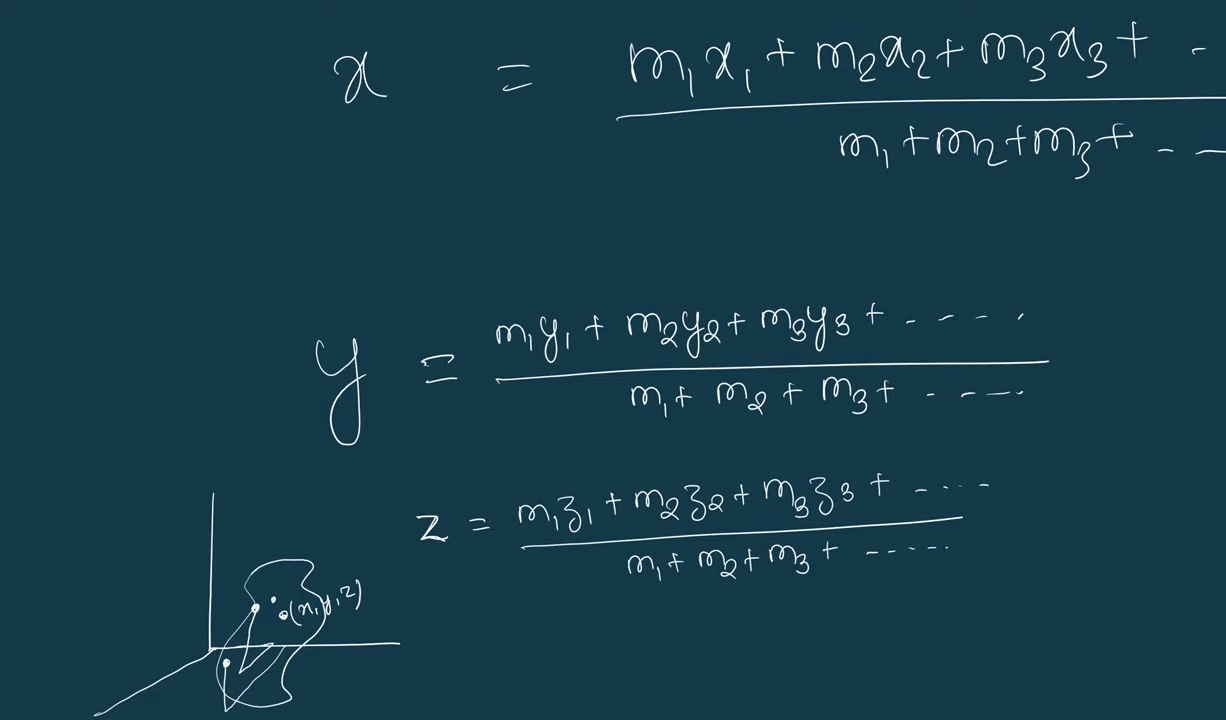 x = m₁x₁ + m₂x₂ + m₃x₃ + -
m₁ + m₂ + m₃ + - -
y = m₁y₁ + m₂y₂ + m₃y₃ + - - - - .
m₁ + m₂ + m₃ + - - - -
z = m₁z₁ + m₂z₂ + m₃z₃ + - - - -
m₁ + m₂ + m₃ + - - - - -
(x, y, z)